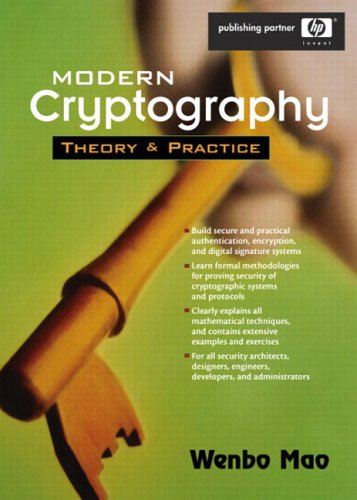 publishing partner
hp
invent
MODERN
Cryptography
THEORY & PRACTICE
Build secure and practical
authentication, encryption,
and digital signature systems
Learn formal methodologies
for proving security of
cryptographic systems
and protocols
Clearly explains all
mathematical techniques,
and contains extensive
examples and exercises
For all security architects,
designers, engineers,
developers, and administrators
Wenbo Mao